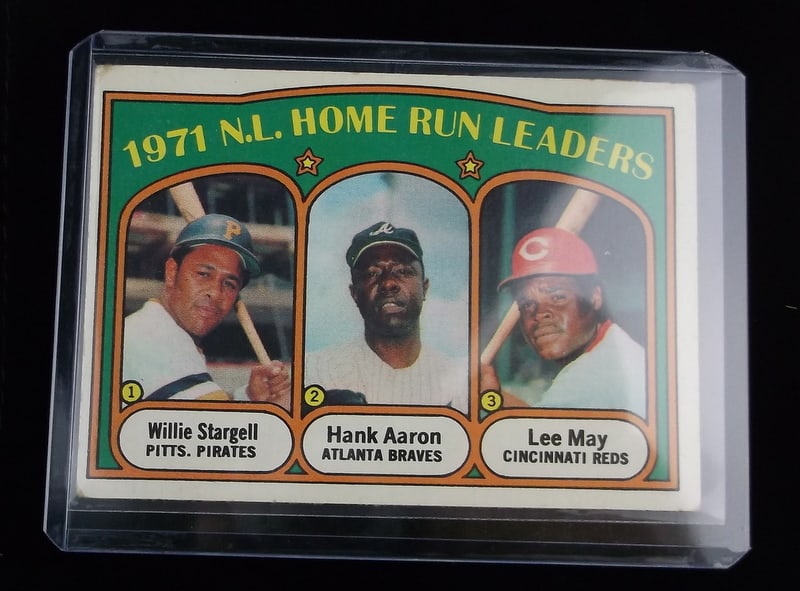 1971 N.L. HOME RUN LEADERS
P
A
C
1
2
3
Willie Stargell
PITTS. PIRATES
Hank Aaron
ATLANTA BRAVES
Lee May
CINCINNATI REDS